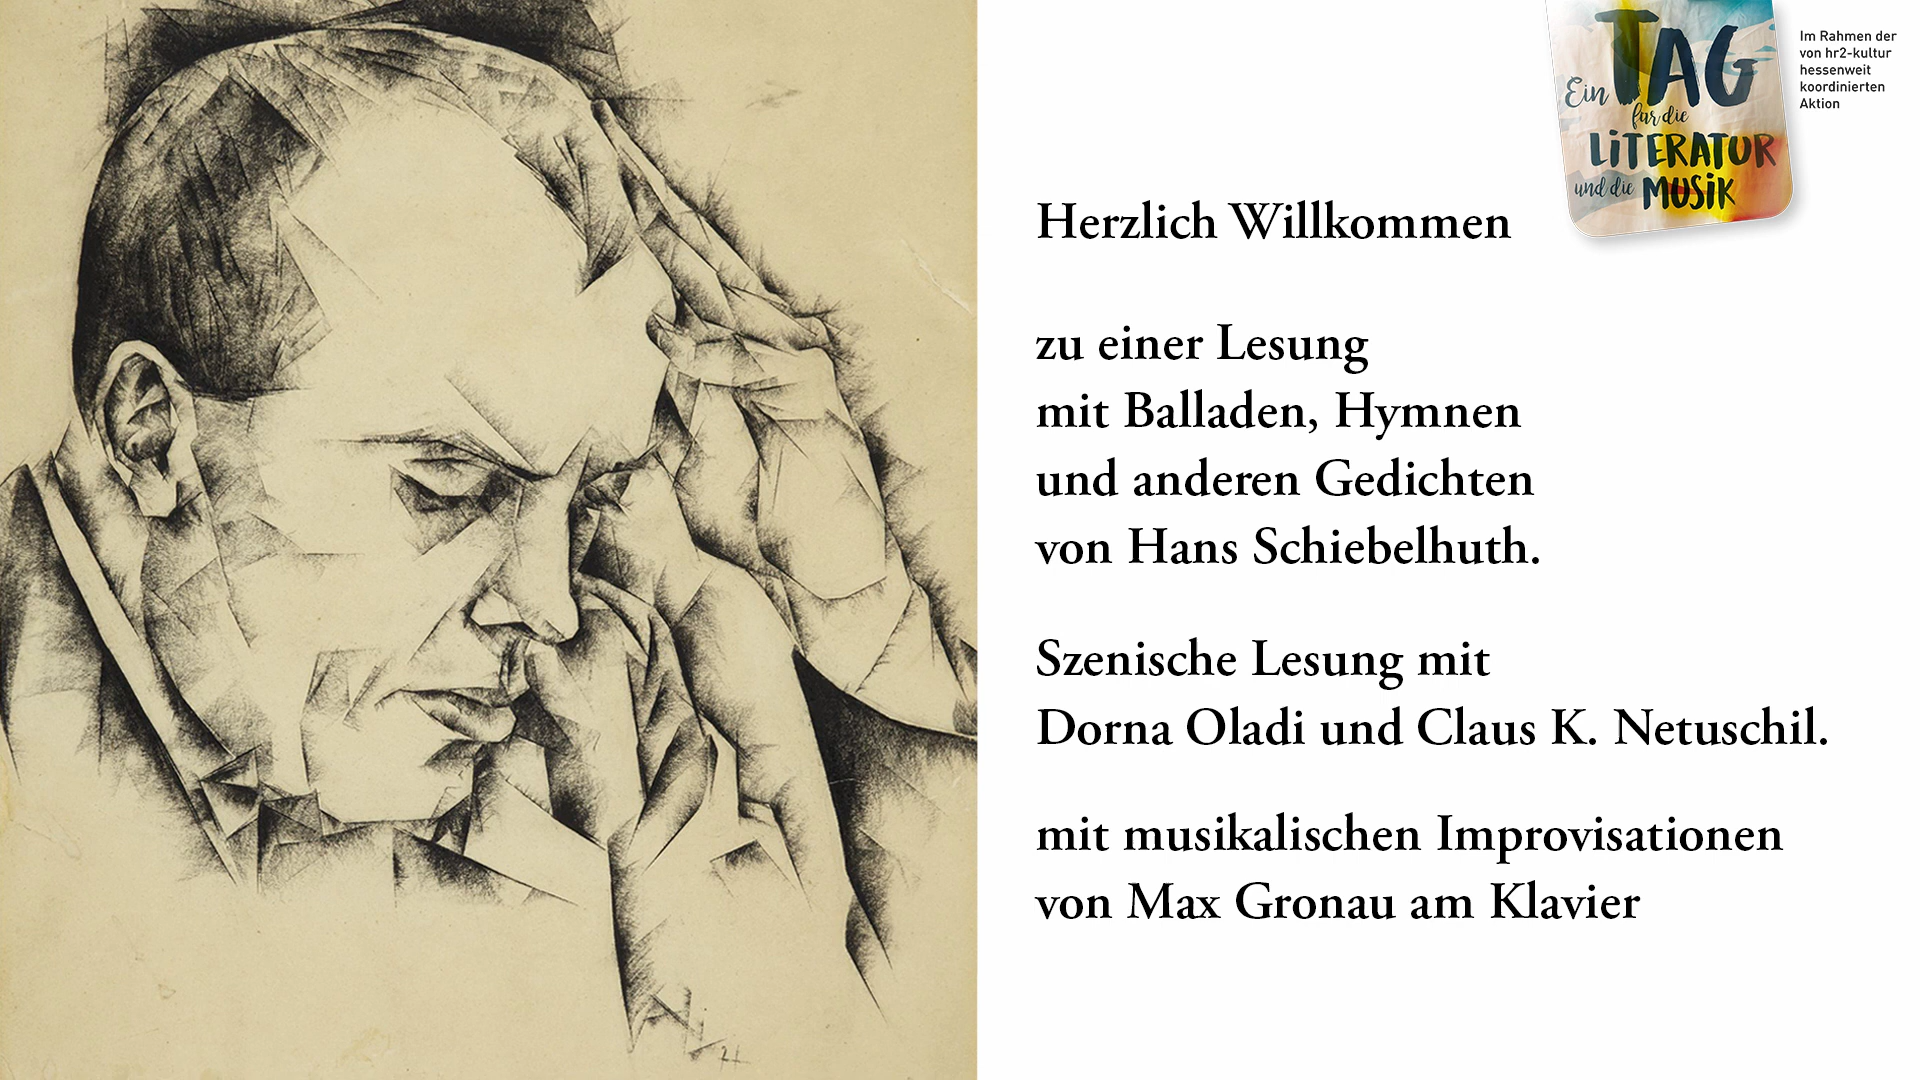 Ein TAG
für die
LiTERATUR
und die MUSiK
Im Rahmen der
von hr2-kultur
hessenweit
koordinierten
Aktion
Herzlich Willkommen
zu einer Lesung
mit Balladen, Hymnen
und anderen Gedichten
von Hans Schiebelhuth.
Szenische Lesung mit
Dorna Oladi und Claus K. Netuschil.
mit musikalischen Improvisationen
von Max Gronau am Klavier